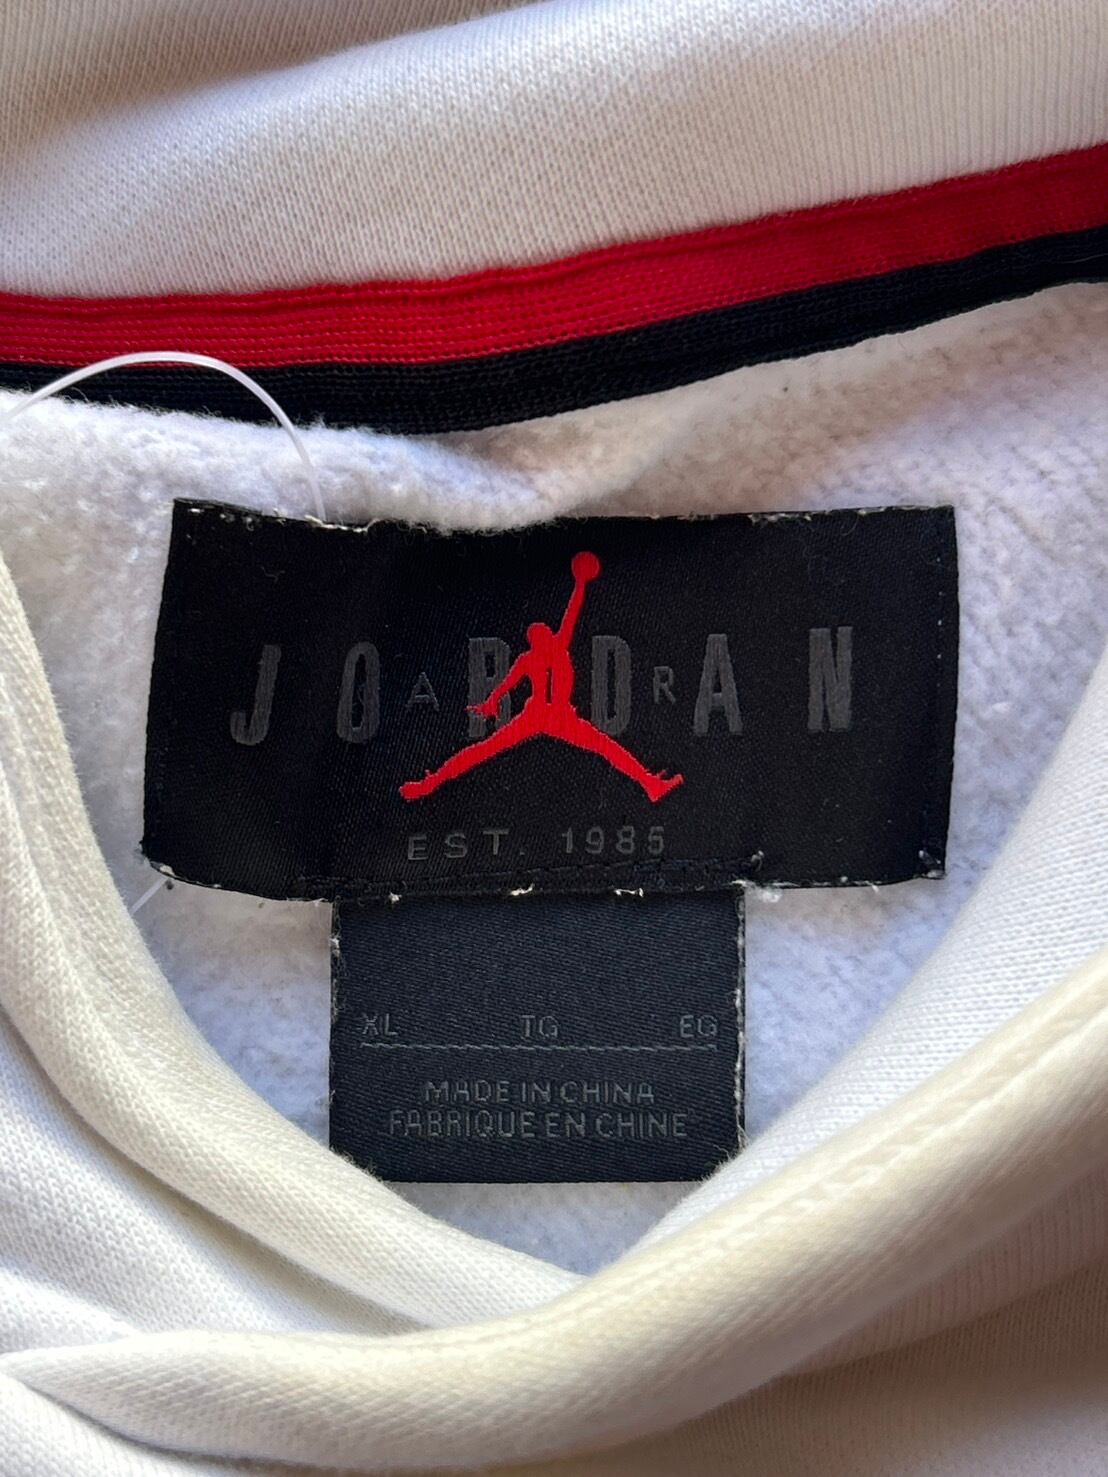 JORDAN
AIR
EST. 1985
XL TG EG
MADE IN CHINA
FABRIQUE EN CHINE